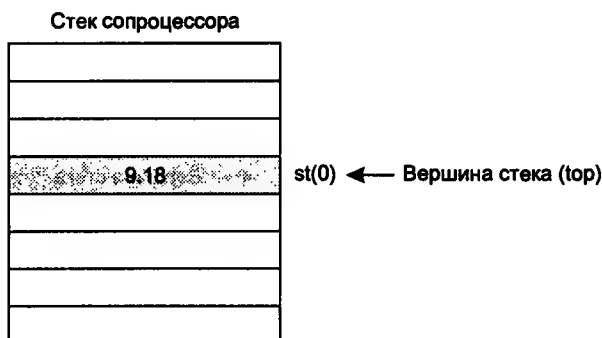 Стек сопроцессора
9.18
st(0) ← Вершина стека (top)